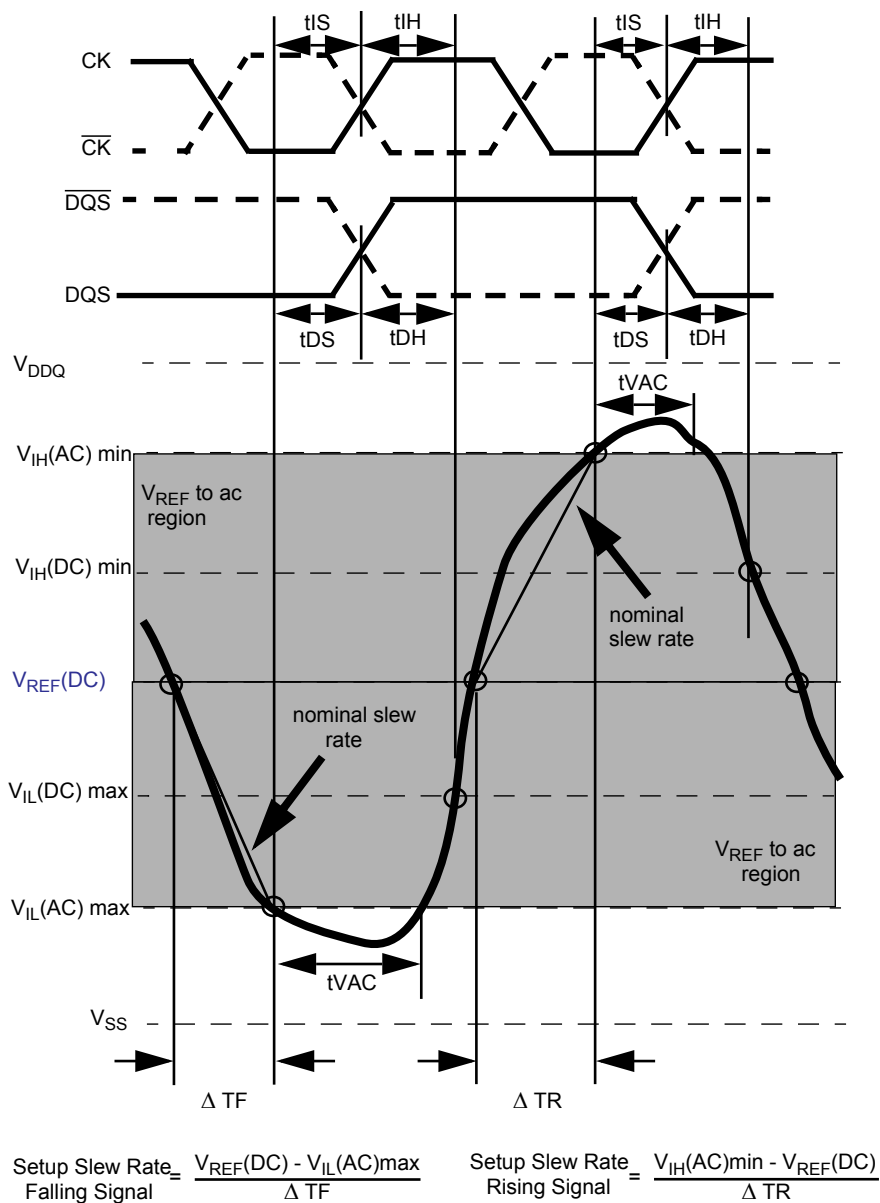 tIS tIH tIS tIH
CK
CK
DQS
DQS
tDS tDH tDS tDH
VDDQ
tVAC
VIH(AC) min
VREF to ac
region
VIH(DC) min
nominal
slew rate
VREF(DC)
nominal slew
rate
VIL(DC) max
VREF to ac
region
VIL(AC) max
tVAC
VSS
Δ TF Δ TR
Setup Slew Rate
Falling Signal
=
VREF(DC) - VIL(AC)max
Δ TF
Setup Slew Rate
Rising Signal
=
VIH(AC)min - VREF(DC)
Δ TR